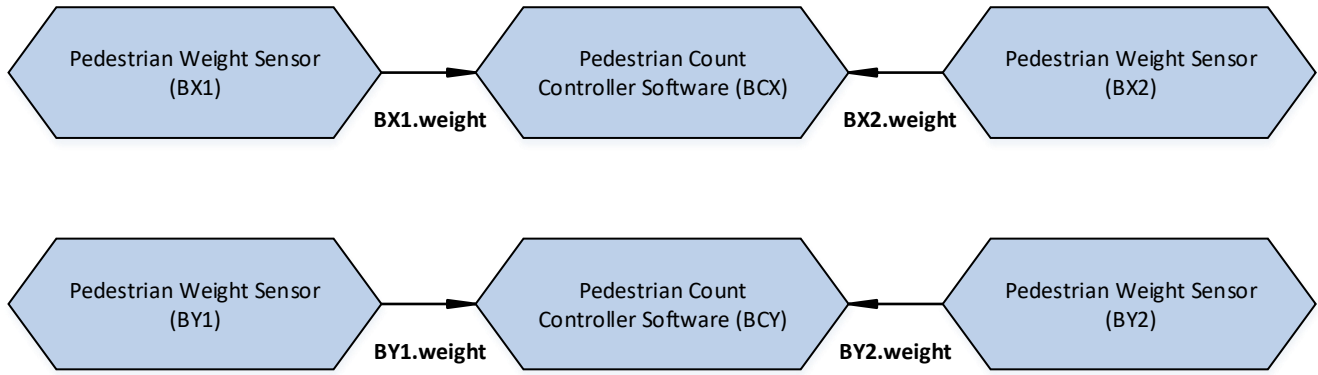 Pedestrian Weight Sensor
(BX1)
Pedestrian Count
Controller Software (BCX)
Pedestrian Weight Sensor
(BX2)
BX1.weight
BX2.weight
Pedestrian Weight Sensor
(BY1)
Pedestrian Count
Controller Software (BCY)
Pedestrian Weight Sensor
(BY2)
BY1.weight
BY2.weight